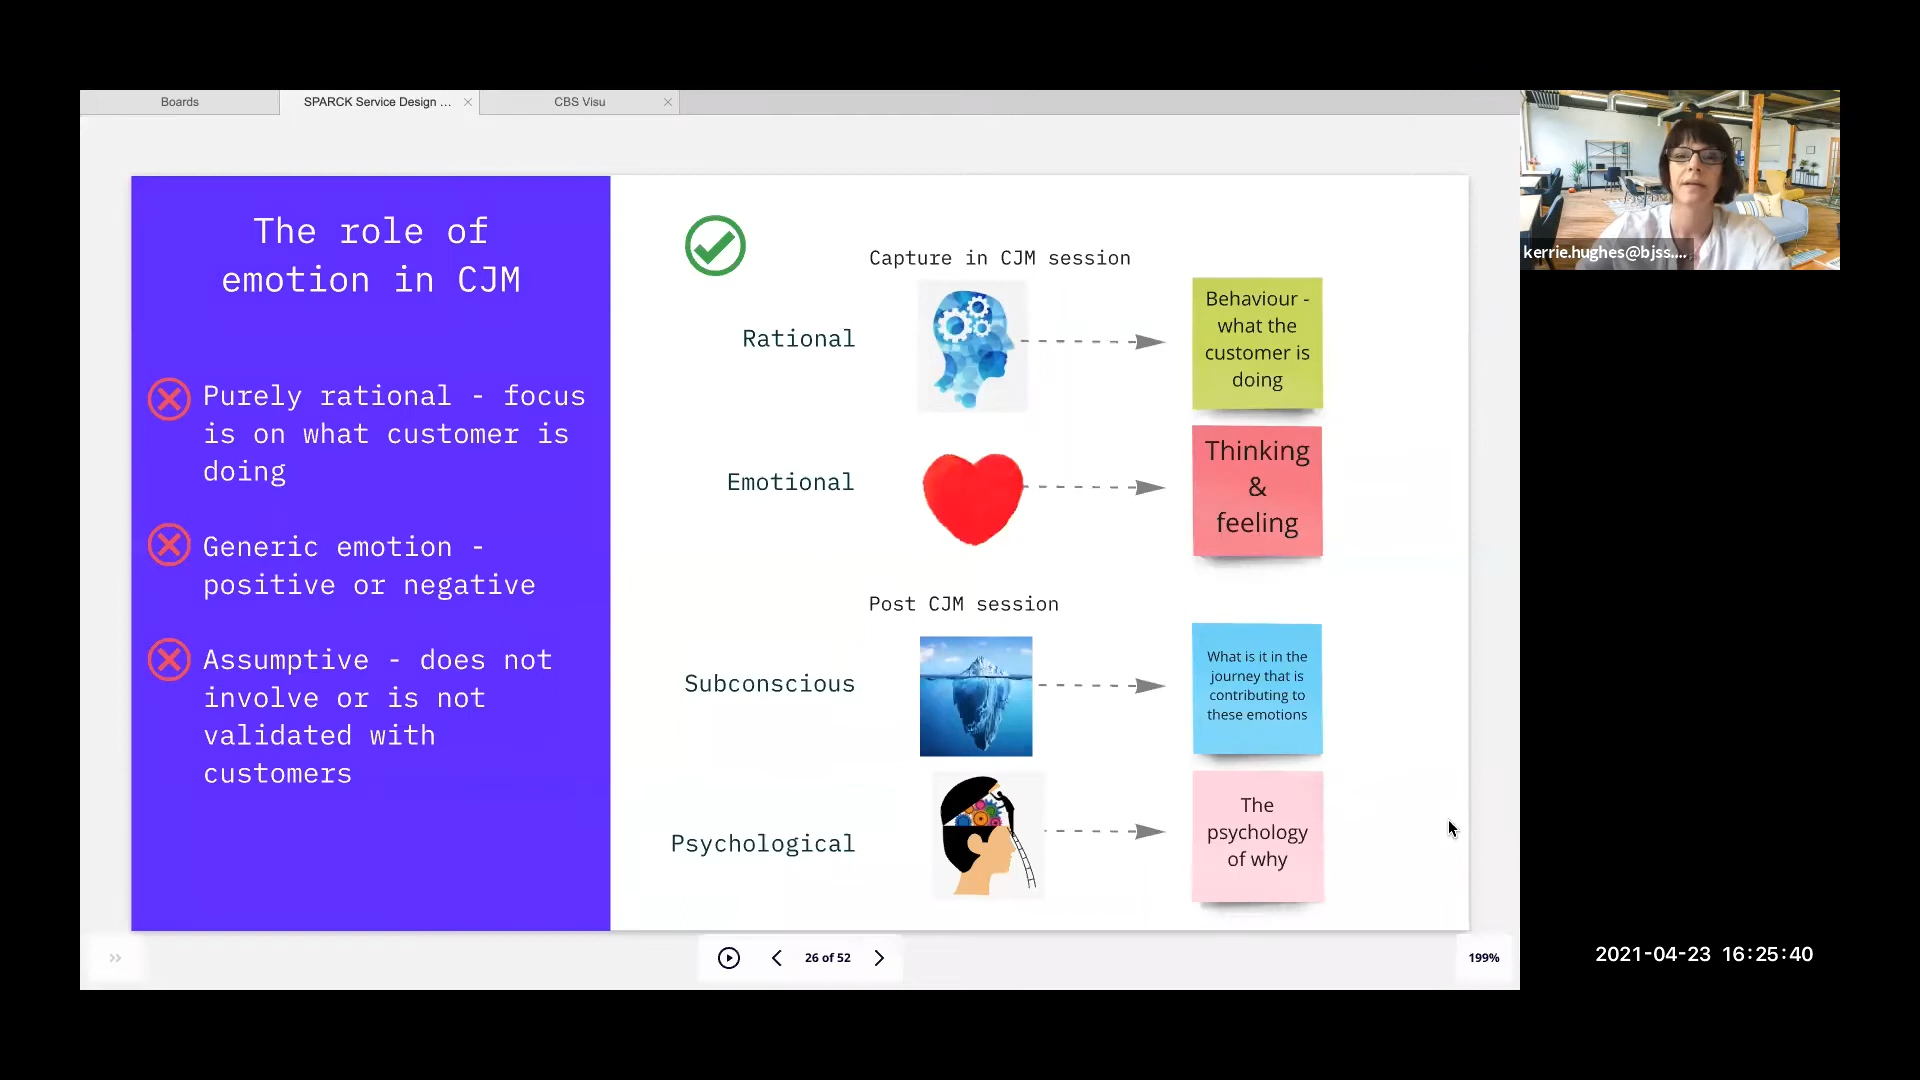 Boards
SPARCK Service Design ...
CBS Visu
The role of
emotion in CJM
Purely rational - focus
is on what customer is
doing
Generic emotion -
positive or negative
Assumptive - does not
involve or is not
validated with
customers
Capture in CJM session
Rational
Behaviour -
what the
customer is
doing
Emotional
Thinking
&
feeling
Post CJM session
Subconscious
What is it in the
journey that is
contributing to
these emotions
Psychological
The
psychology
of why
26 of 52
199%
kerrie.hughes@bjss....
2021-04-23 16:25:40